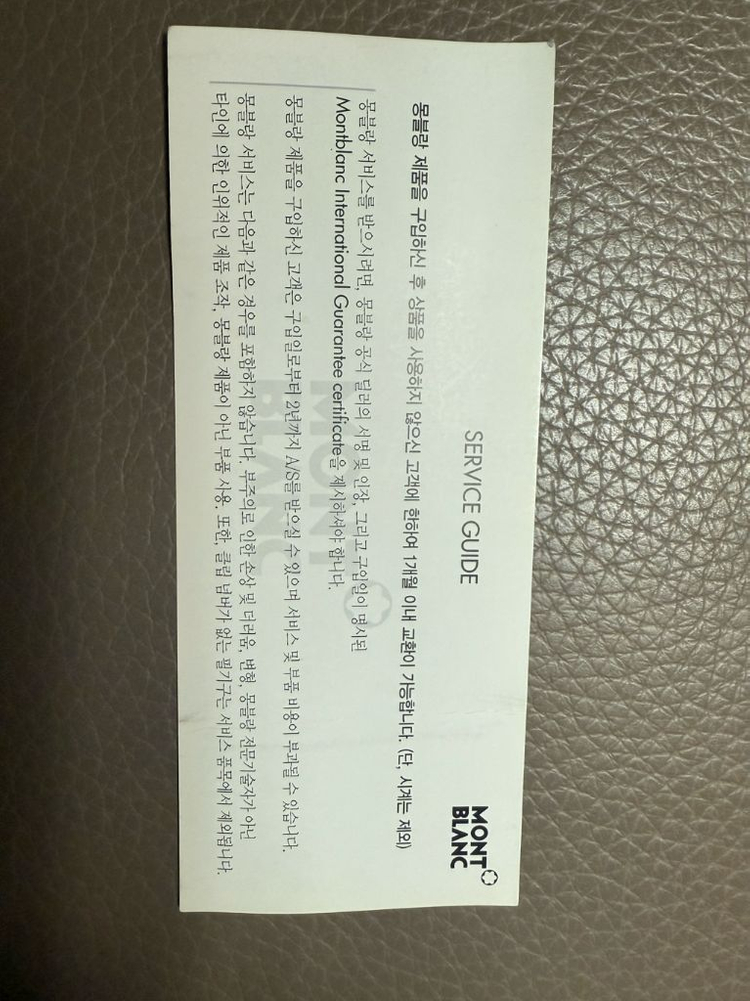 SERVICE GUIDE
MONT
BLANC
몽블랑 제품을 구입하신 후 상품을 사용하지 않으신 고객에 한하여 1개월 이내 교환이 가능합니다. (단, 시계는 제외)
몽블랑 서비스를 받으시려면, 몽블랑 공식 딜러의 서명 및 인장, 그리고 구입일이 명시된
Montblanc International Guarantee certificate을 제시하셔야 합니다.
몽블랑 제품을 구입하신 고객은 구입일로부터 2년까지 A/S를 받으실 수 있으며 서비스 및 부품 비용이 부과될 수 있습니다.
몽블랑 서비스는 다음과 같은 경우를 포함하지 않습니다. 부주의로 인한 손상 및 더러움, 변형, 몽블랑 전문기술자가 아닌
타인에 의한 인위적인 제품 조작, 몽블랑 제품이 아닌 부품 사용. 또한, 클립 넘버가 없는 필기구는 서비스 품목에서 제외됩니다.
MONT
BLANC